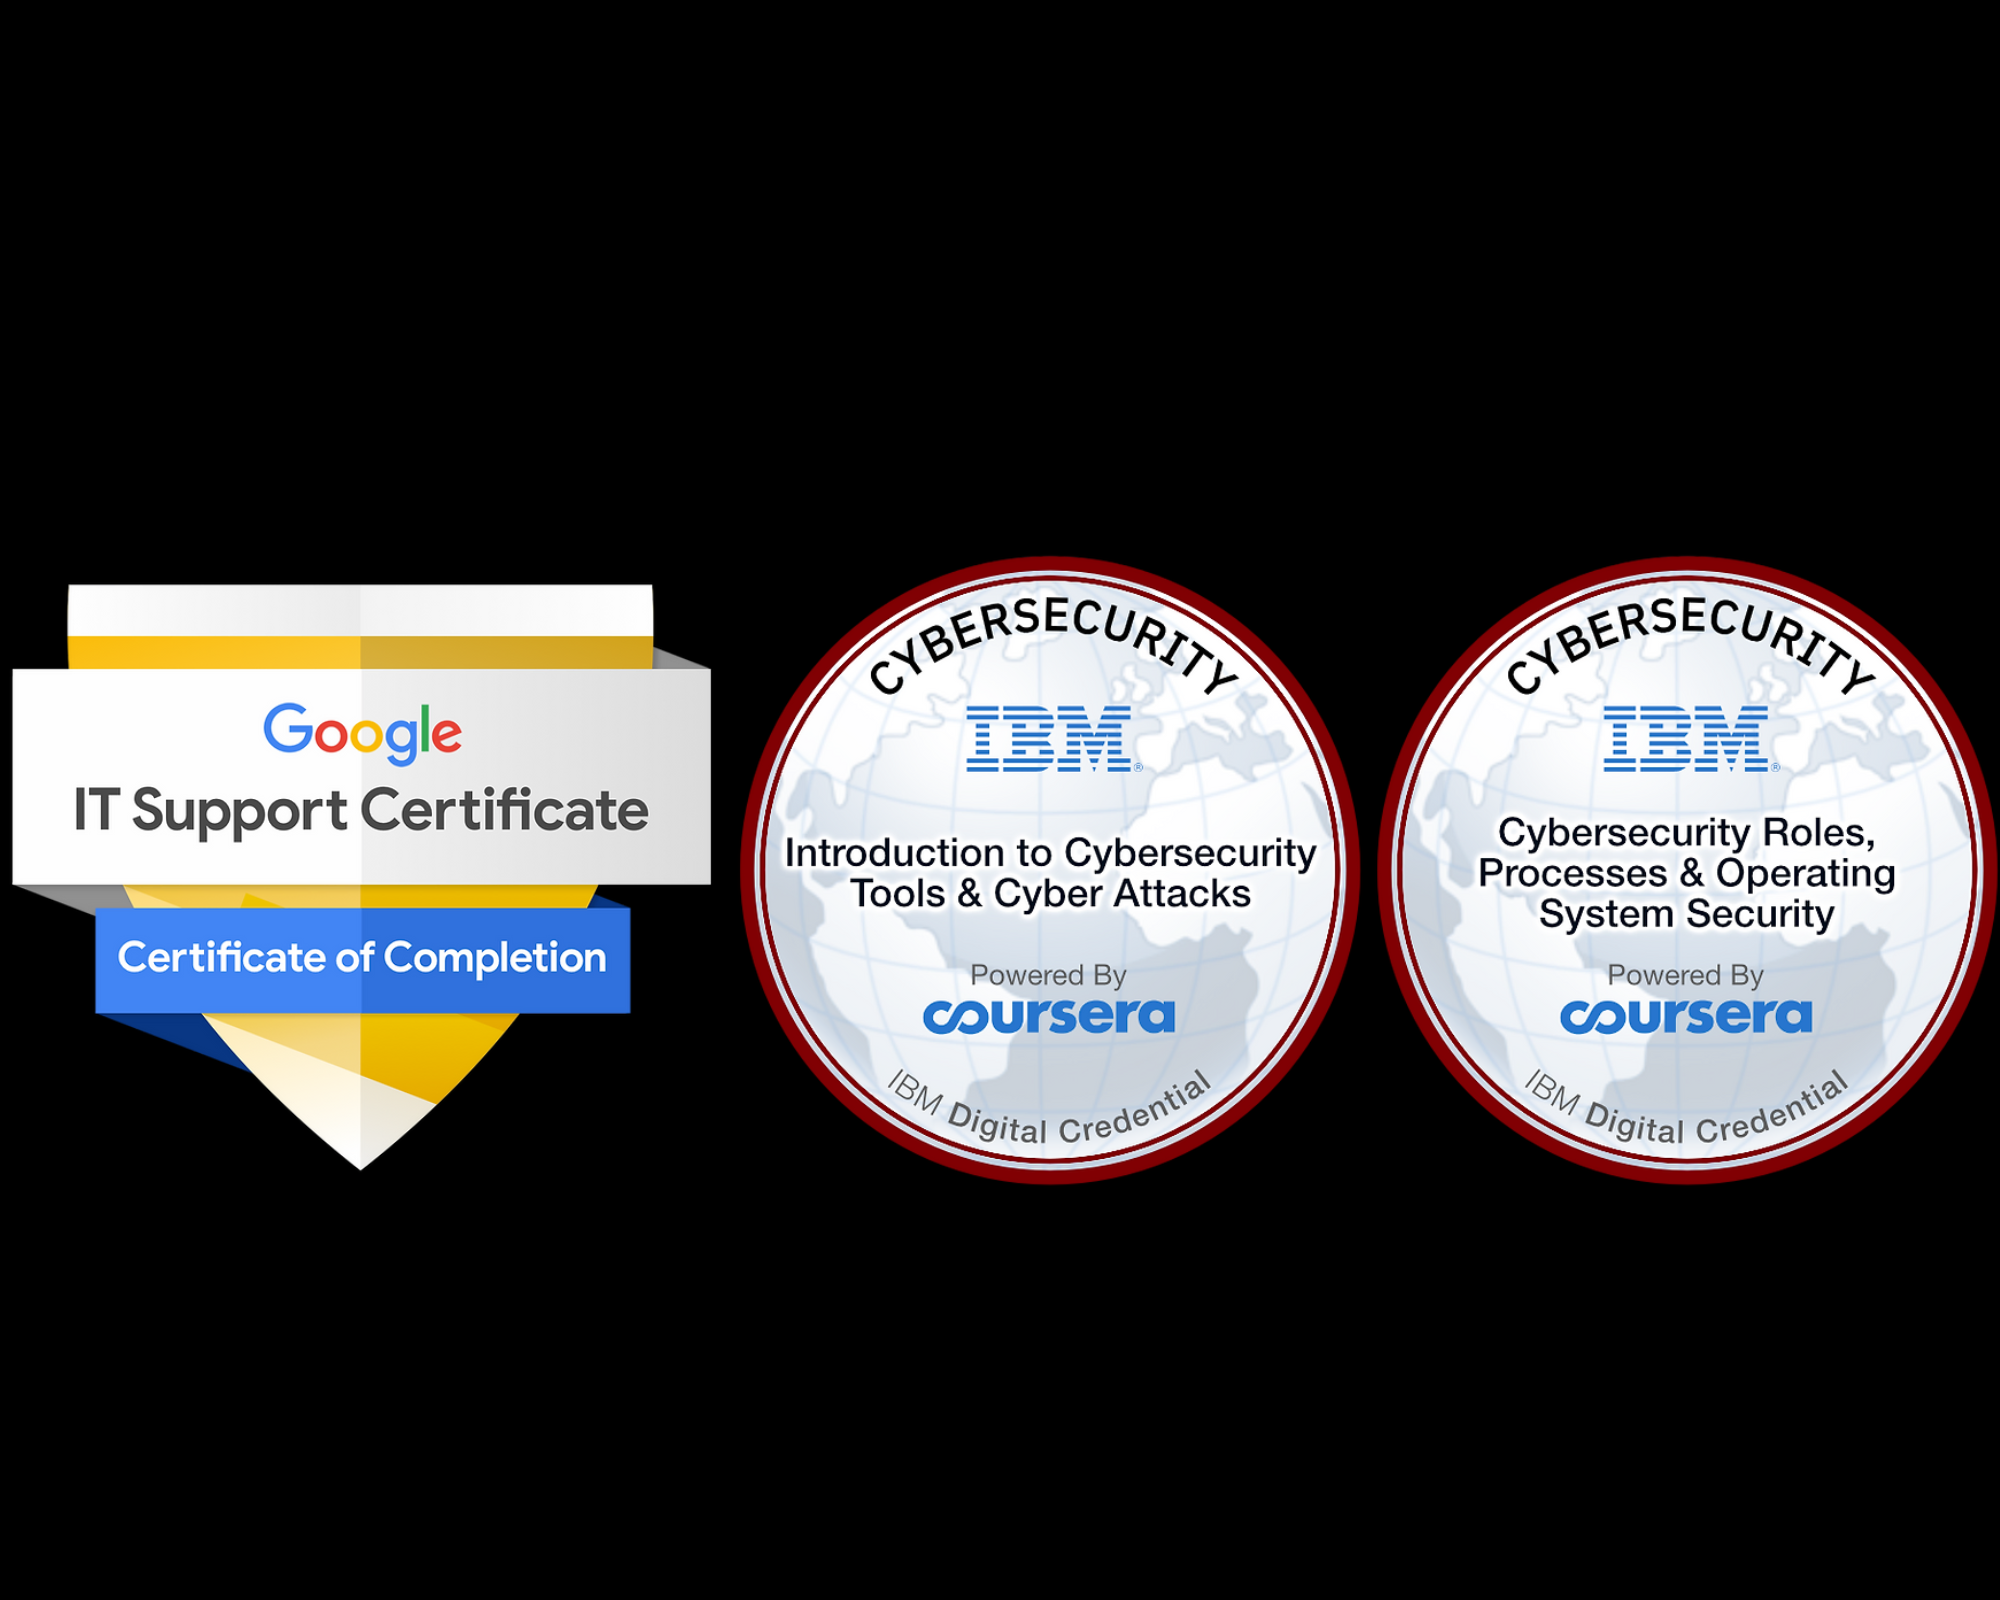 Google
IT Support Certificate
Certificate of Completion
CYBERSECURITY
IBM®
Introduction to Cybersecurity
Tools & Cyber Attacks
Powered By
coursera
IBM Digital Credential
CYBERSECURITY
IBM®
Cybersecurity Roles,
Processes & Operating
System Security
Powered By
coursera
IBM Digital Credential